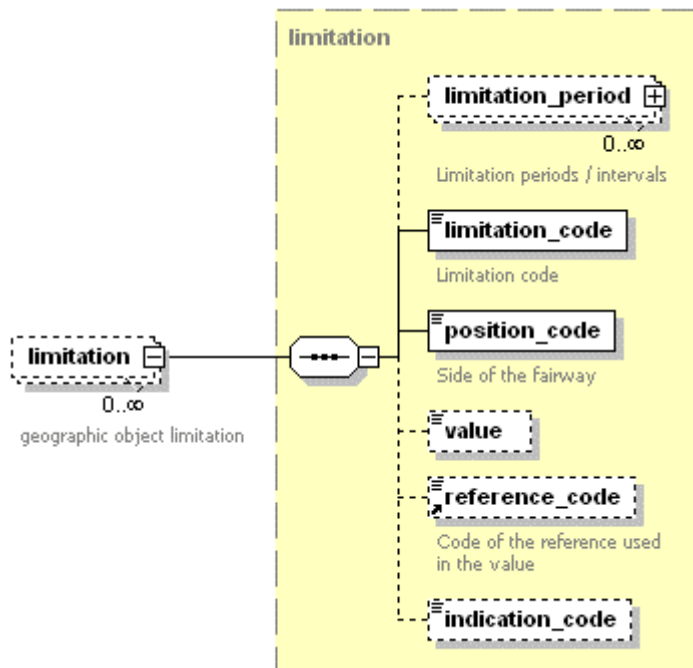 limitation
limitation_period
0..∞
Limitation periods / intervals
limitation_code
Limitation code
position_code
Side of the fairway
limitation
0..∞
geographic object limitation
value
reference_code
Code of the reference used
in the value
indication_code